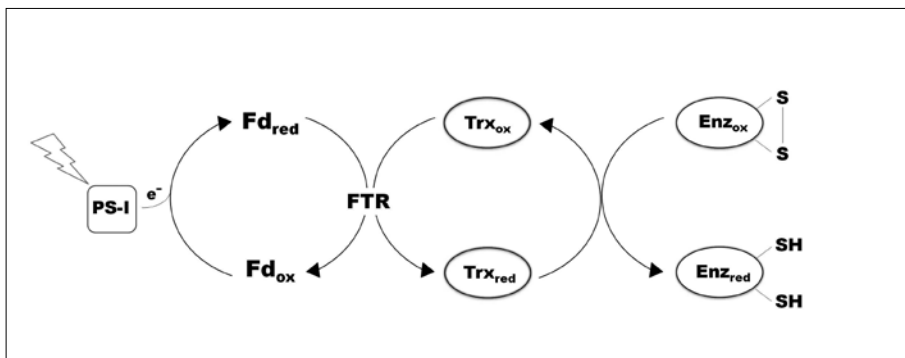 Fd_red
Trx_ox
Enz_ox
S
S
PS-I
e⁻
FTR
Fd_ox
Trx_red
Enz_red
SH
SH